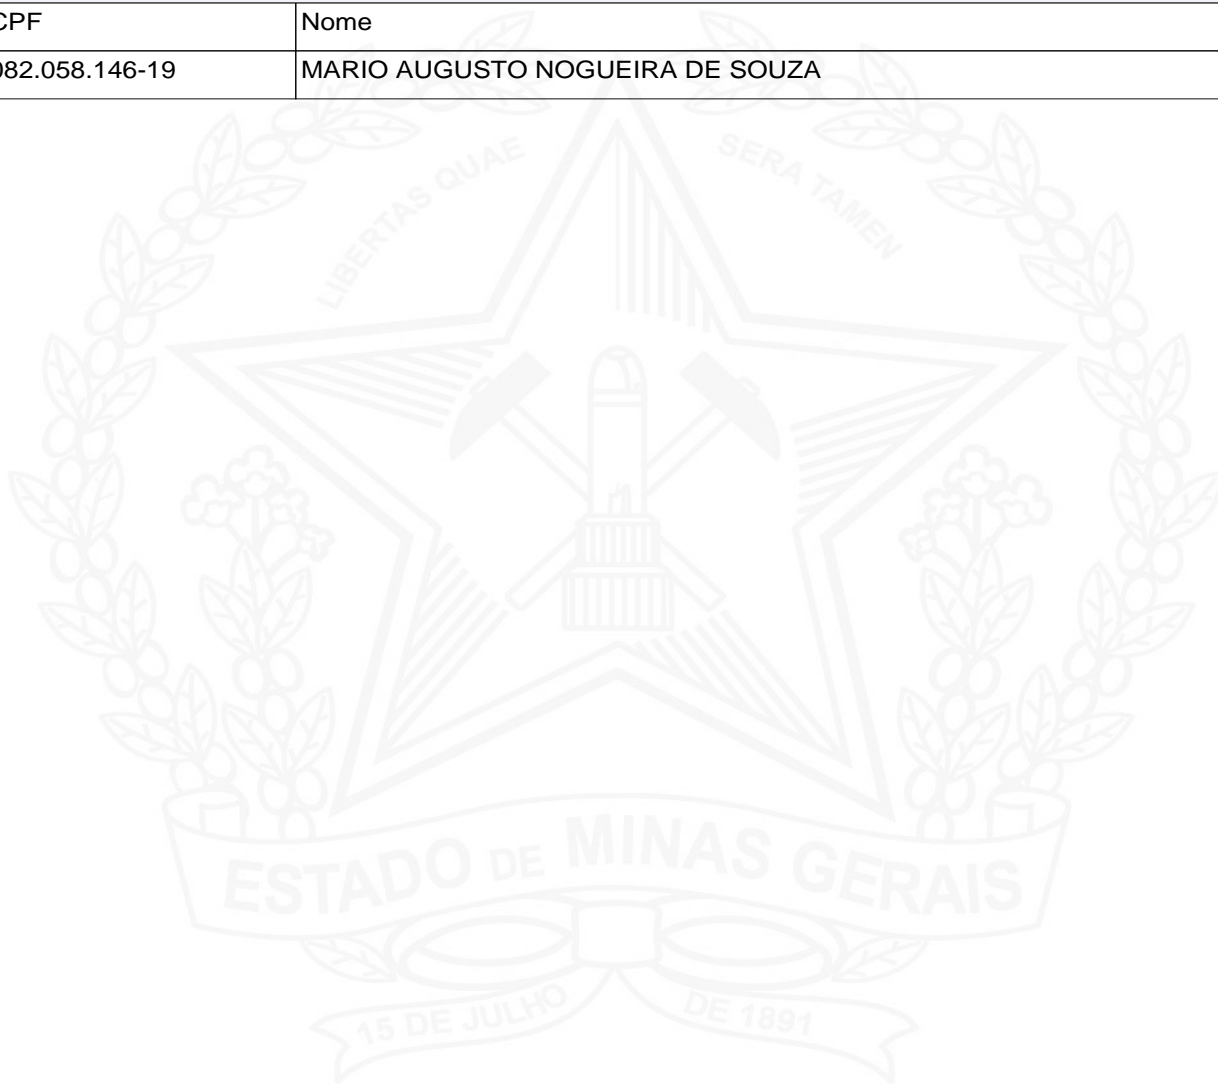 CPF Nome
082.058.146-19 MARIO AUGUSTO NOGUEIRA DE SOUZA
LIBERTAS QUAE SERA TAMEN
ESTADO DE MINAS GERAIS
15 DE JULHO DE 1891